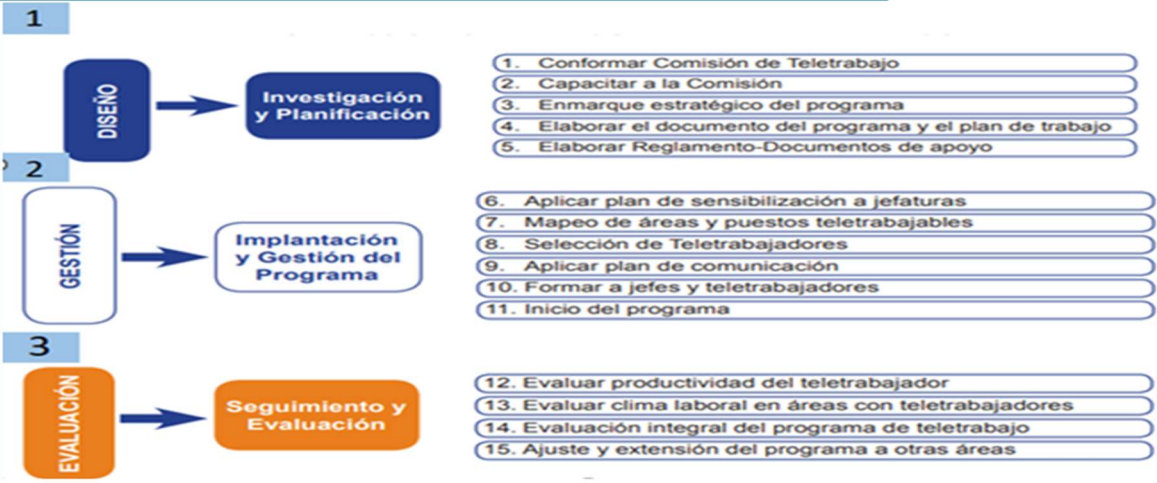 1
DISEÑO
Investigación
y Planificación
1. Conformar Comisión de Teletrabajo
2. Capacitar a la Comisión
3. Enmarque estratégico del programa
4. Elaborar el documento del programa y el plan de trabajo
5. Elaborar Reglamento-Documentos de apoyo
2
GESTIÓN
Implantación
y Gestión del
Programa
6. Aplicar plan de sensibilización a jefaturas
7. Mapeo de áreas y puestos teletrabajables
8. Selección de Teletrabajadores
9. Aplicar plan de comunicación
10. Formar a jefes y teletrabajadores
11. Inicio del programa
3
EVALUACIÓN
Seguimiento y
Evaluación
12. Evaluar productividad del teletrabajador
13. Evaluar clima laboral en áreas con teletrabajadores
14. Evaluación integral del programa de teletrabajo
15. Ajuste y extensión del programa a otras áreas